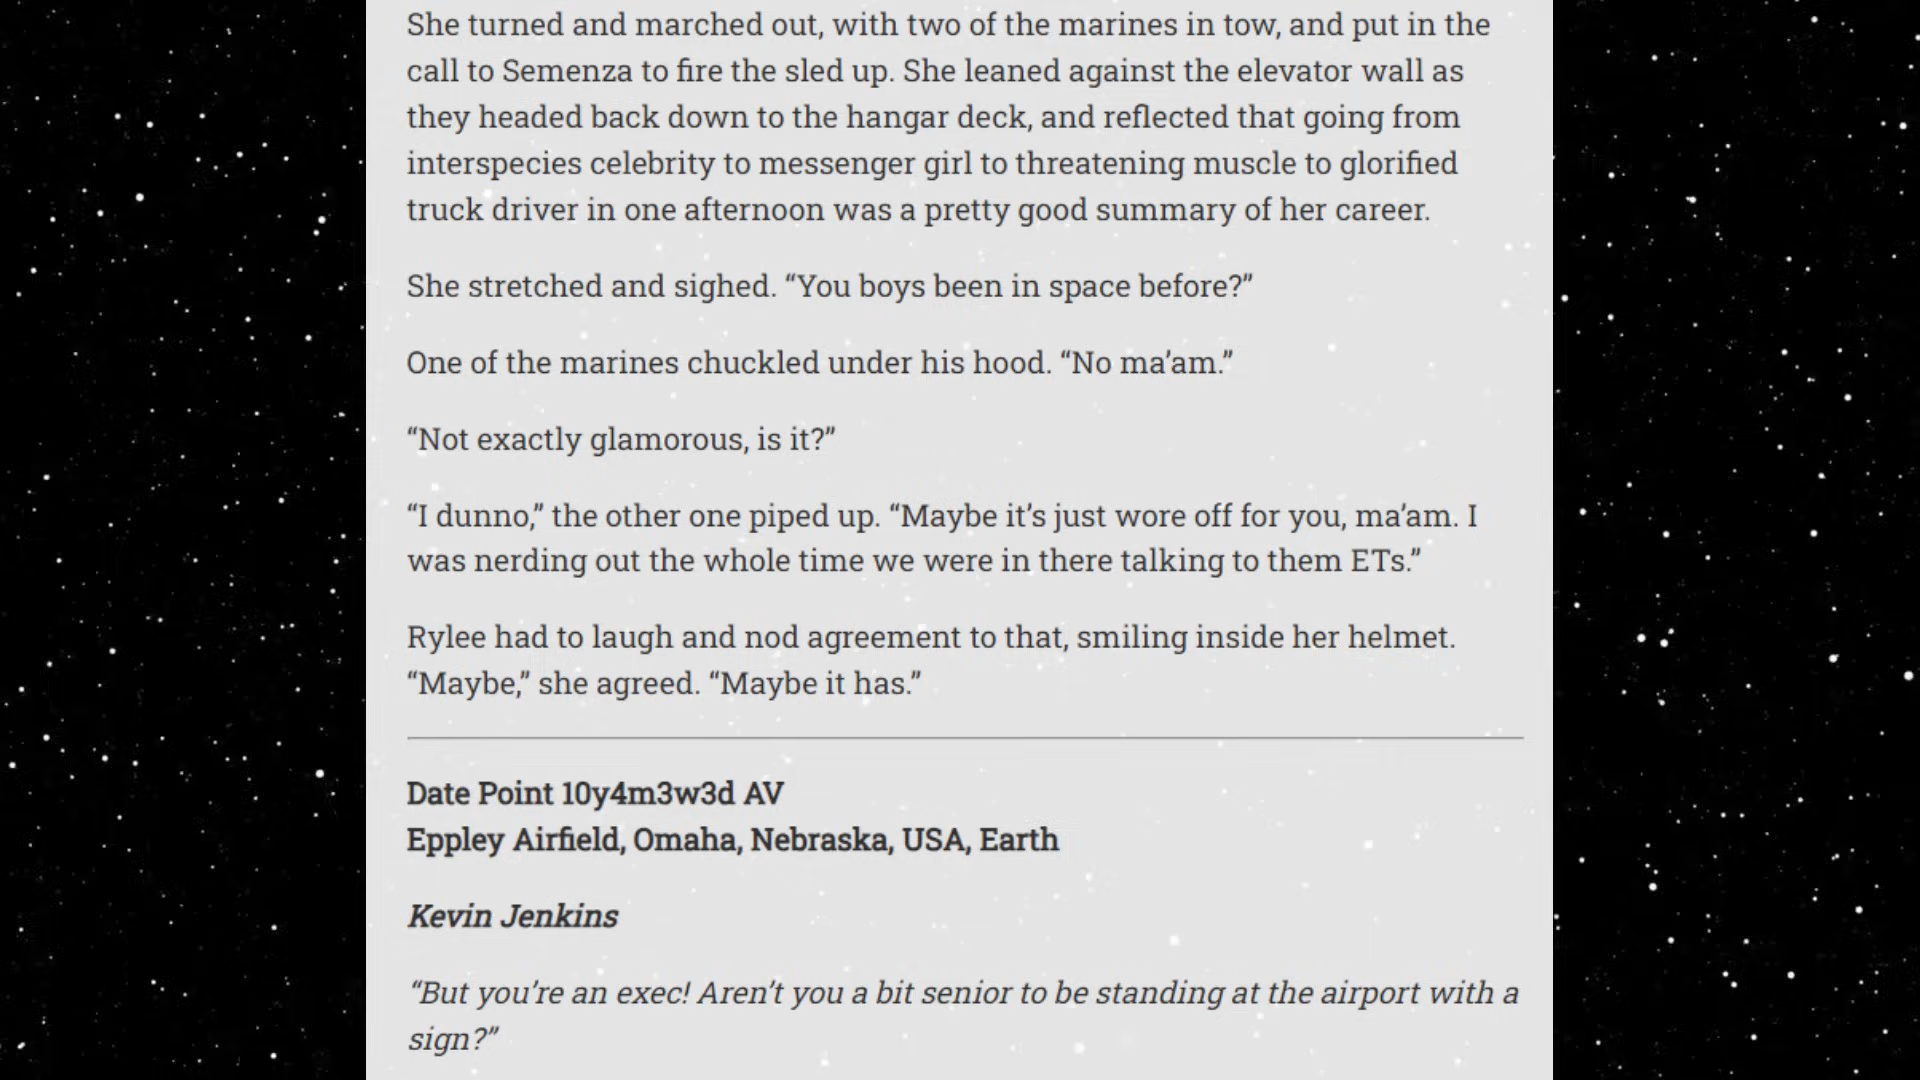 She turned and marched out, with two of the marines in tow, and put in the
call to Semenza to fire the sled up. She leaned against the elevator wall as
they headed back down to the hangar deck, and reflected that going from
interspecies celebrity to messenger girl to threatening muscle to glorified
truck driver in one afternoon was a pretty good summary of her career.
She stretched and sighed. “You boys been in space before?”
One of the marines chuckled under his hood. “No ma’am.”
“Not exactly glamorous, is it?”
“I dunno,” the other one piped up. “Maybe it’s just wore off for you, ma’am. I
was nerding out the whole time we were in there talking to them ETs.”
Rylee had to laugh and nod agreement to that, smiling inside her helmet.
“Maybe,” she agreed. “Maybe it has.”
Date Point 10y4m3w3d AV
Eppley Airfield, Omaha, Nebraska, USA, Earth
Kevin Jenkins
“But you’re an exec! Aren’t you a bit senior to be standing at the airport with a
sign?”